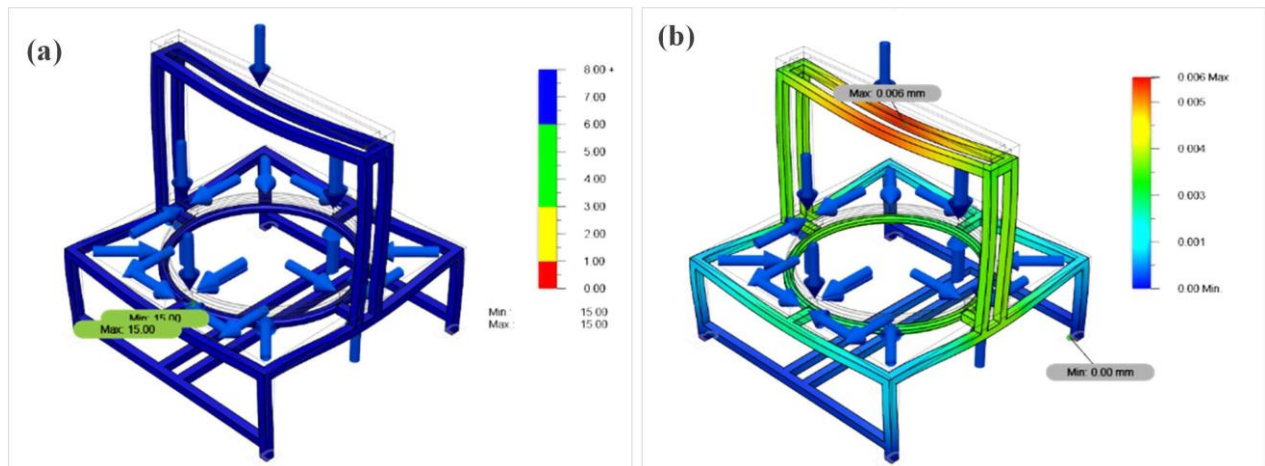 (a)
8.00 +
7.00
6.00
5.00
4.00
3.00
2.00
1.00
0.00
Min: 15.00
Max: 15.00
Min : 15.00
Max : 15.00
(b)
Max: 0.006 mm
0.006 Max
0.005
0.004
0.003
0.001
0.00 Min.
Min: 0.00 mm